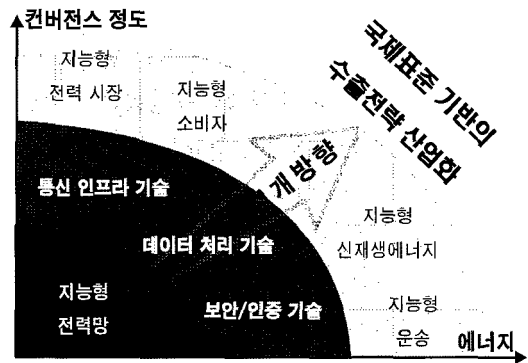 컨버전스 정도
국제표준 기반의
수출전략 산업화
지능형
전력 시장
지능형
소비자
개방향
통신 인프라 기술
지능형
신재생에너지
데이터 처리 기술
지능형
전력망
보안/인증 기술
지능형
운송
에너지